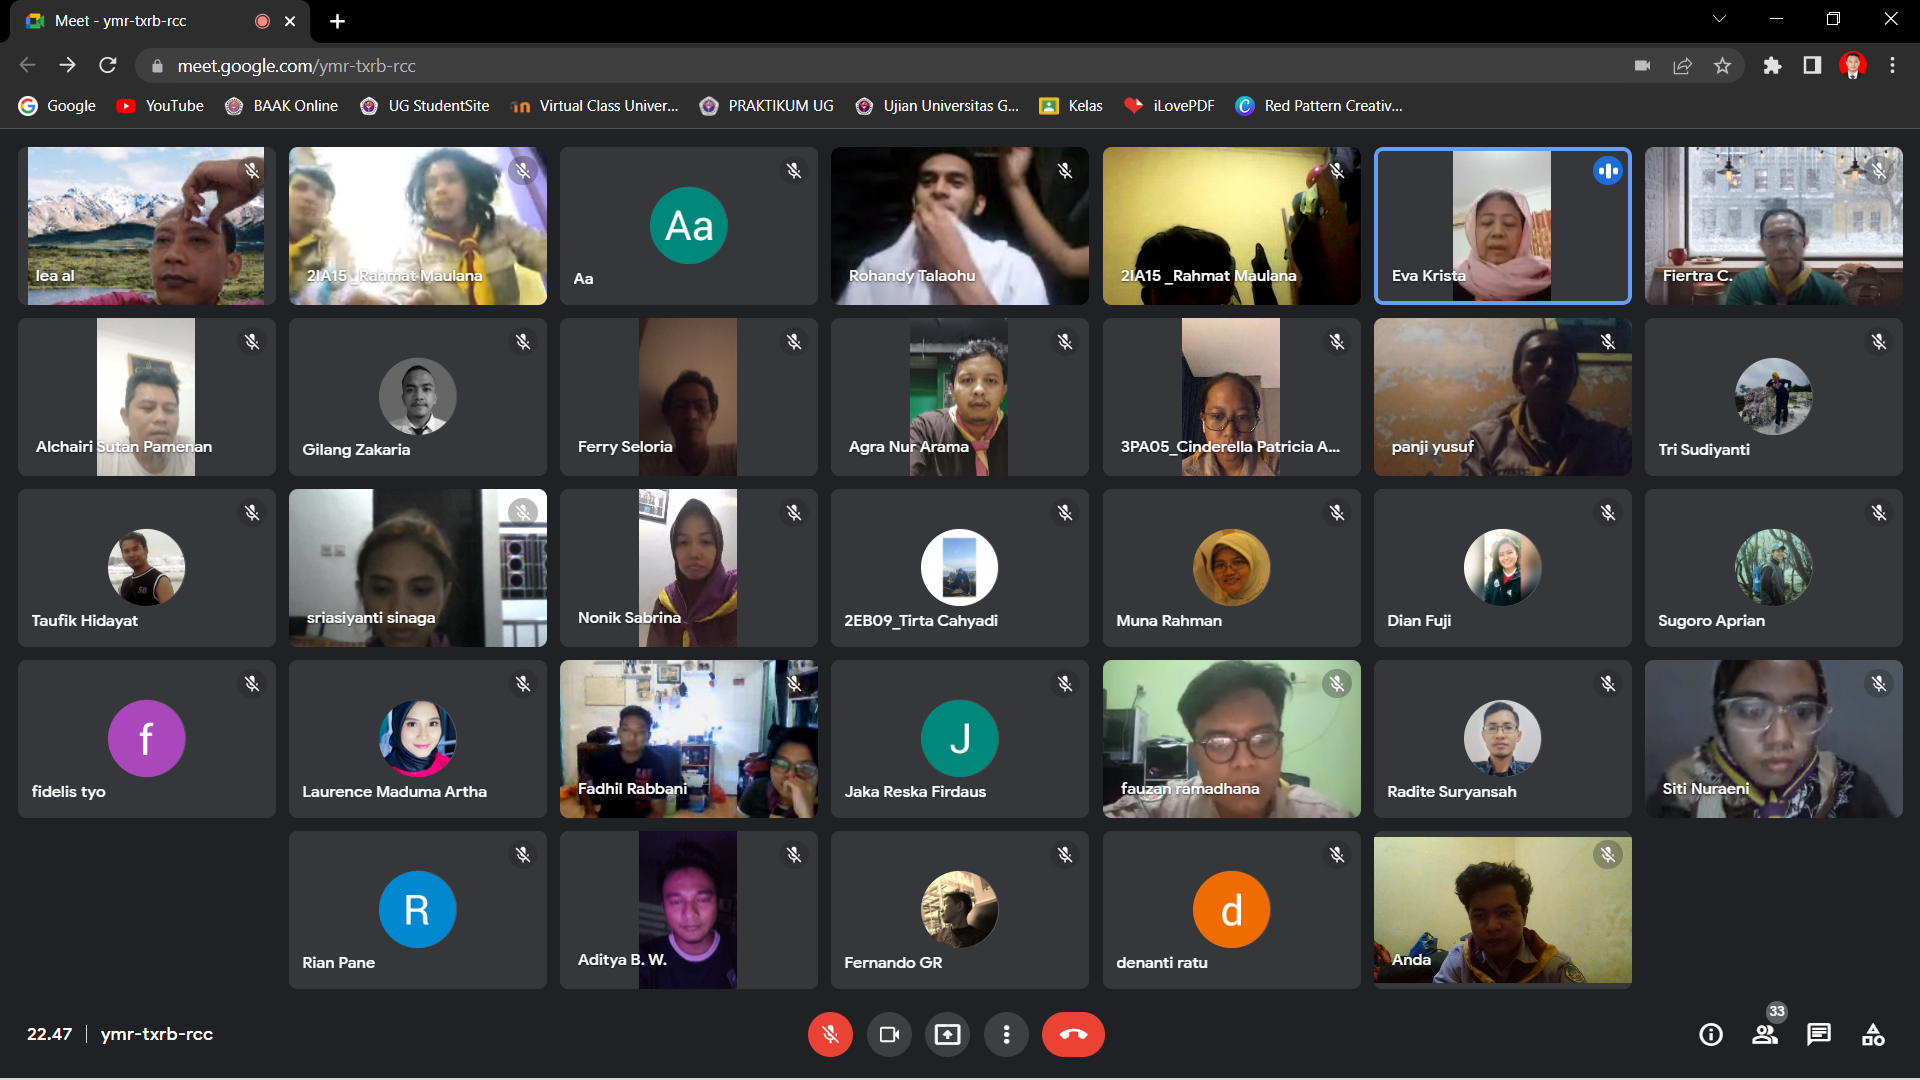 Meet - ymr-txrb-rcc
meet.google.com/ymr-txrb-rcc
Google YouTube BAAK Online UG StudentSite Virtual Class Univer... PRAKTIKUM UG Ujian Universitas G... Kelas iLovePDF Red Pattern Creativ...
lea al
2IA15 _Rahmat Maulana
Aa
Aa
Rohandy Talaohu
2IA15 _Rahmat Maulana
Eva Krista
Fiertra C.
Alchairi Sutan Pamenan
Gilang Zakaria
Ferry Seloria
Agra Nur Arama
3PA05_Cinderella Patricia A...
panji yusuf
Tri Sudiyanti
Taufik Hidayat
sriasiyanti sinaga
Nonik Sabrina
2EB09_Tirta Cahyadi
Muna Rahman
Dian Fuji
Sugoro Aprian
f
fidelis tyo
Laurence Maduma Artha
Fadhil Rabbani
J
Jaka Reska Firdaus
fauzan ramadhana
Radite Suryansah
Siti Nuraeni
R
Rian Pane
Aditya B. W.
Fernando GR
d
denanti ratu
Anda
22.47 | ymr-txrb-rcc
33